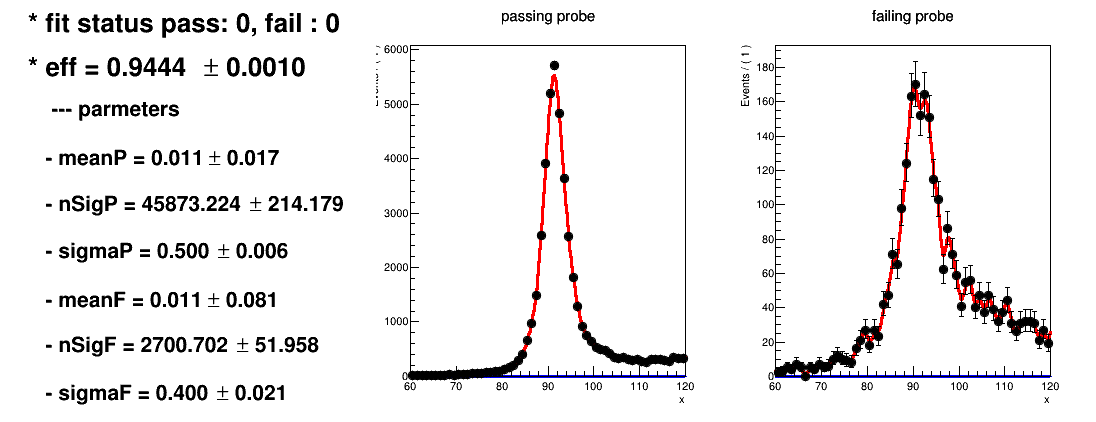 * fit status pass: 0, fail : 0
* eff = 0.9444 ± 0.0010
--- parmeters
- meanP = 0.011 ± 0.017
- nSigP = 45873.224 ± 214.179
- sigmaP = 0.500 ± 0.006
- meanF = 0.011 ± 0.081
- nSigF = 2700.702 ± 51.958
- sigmaF = 0.400 ± 0.021
passing probe
6000
5000
4000
3000
2000
1000
0
60 70 80 90 100 110 120
x
failing probe
Events / ( 1 )
180
160
140
120
100
80
60
40
20
0
60 70 80 90 100 110 120
x